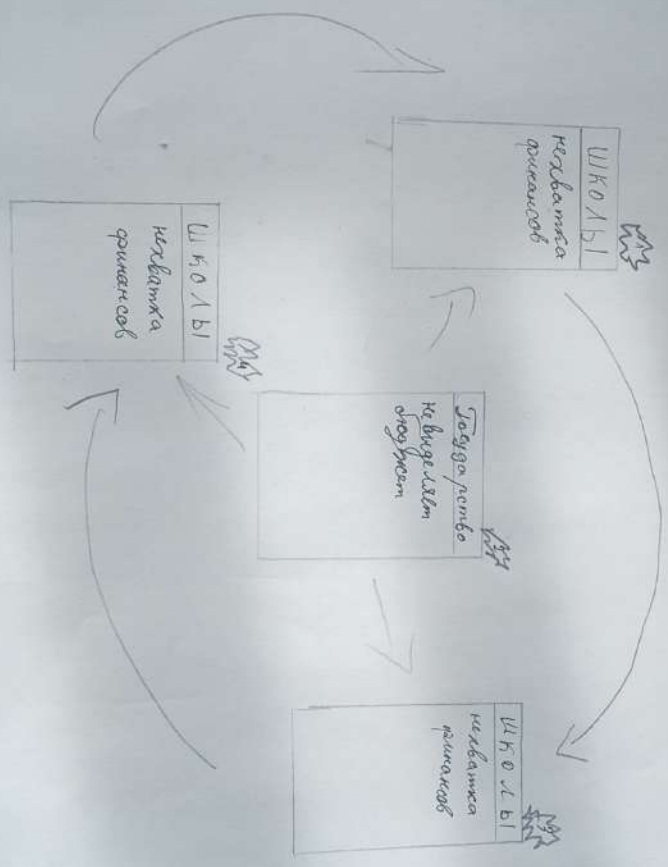 ШКОЛЫ
нехватка
финансов
Государство
не выделяет
бюджет
ШКОЛЫ
нехватка
финансов
ШКОЛЫ
нехватка
финансов